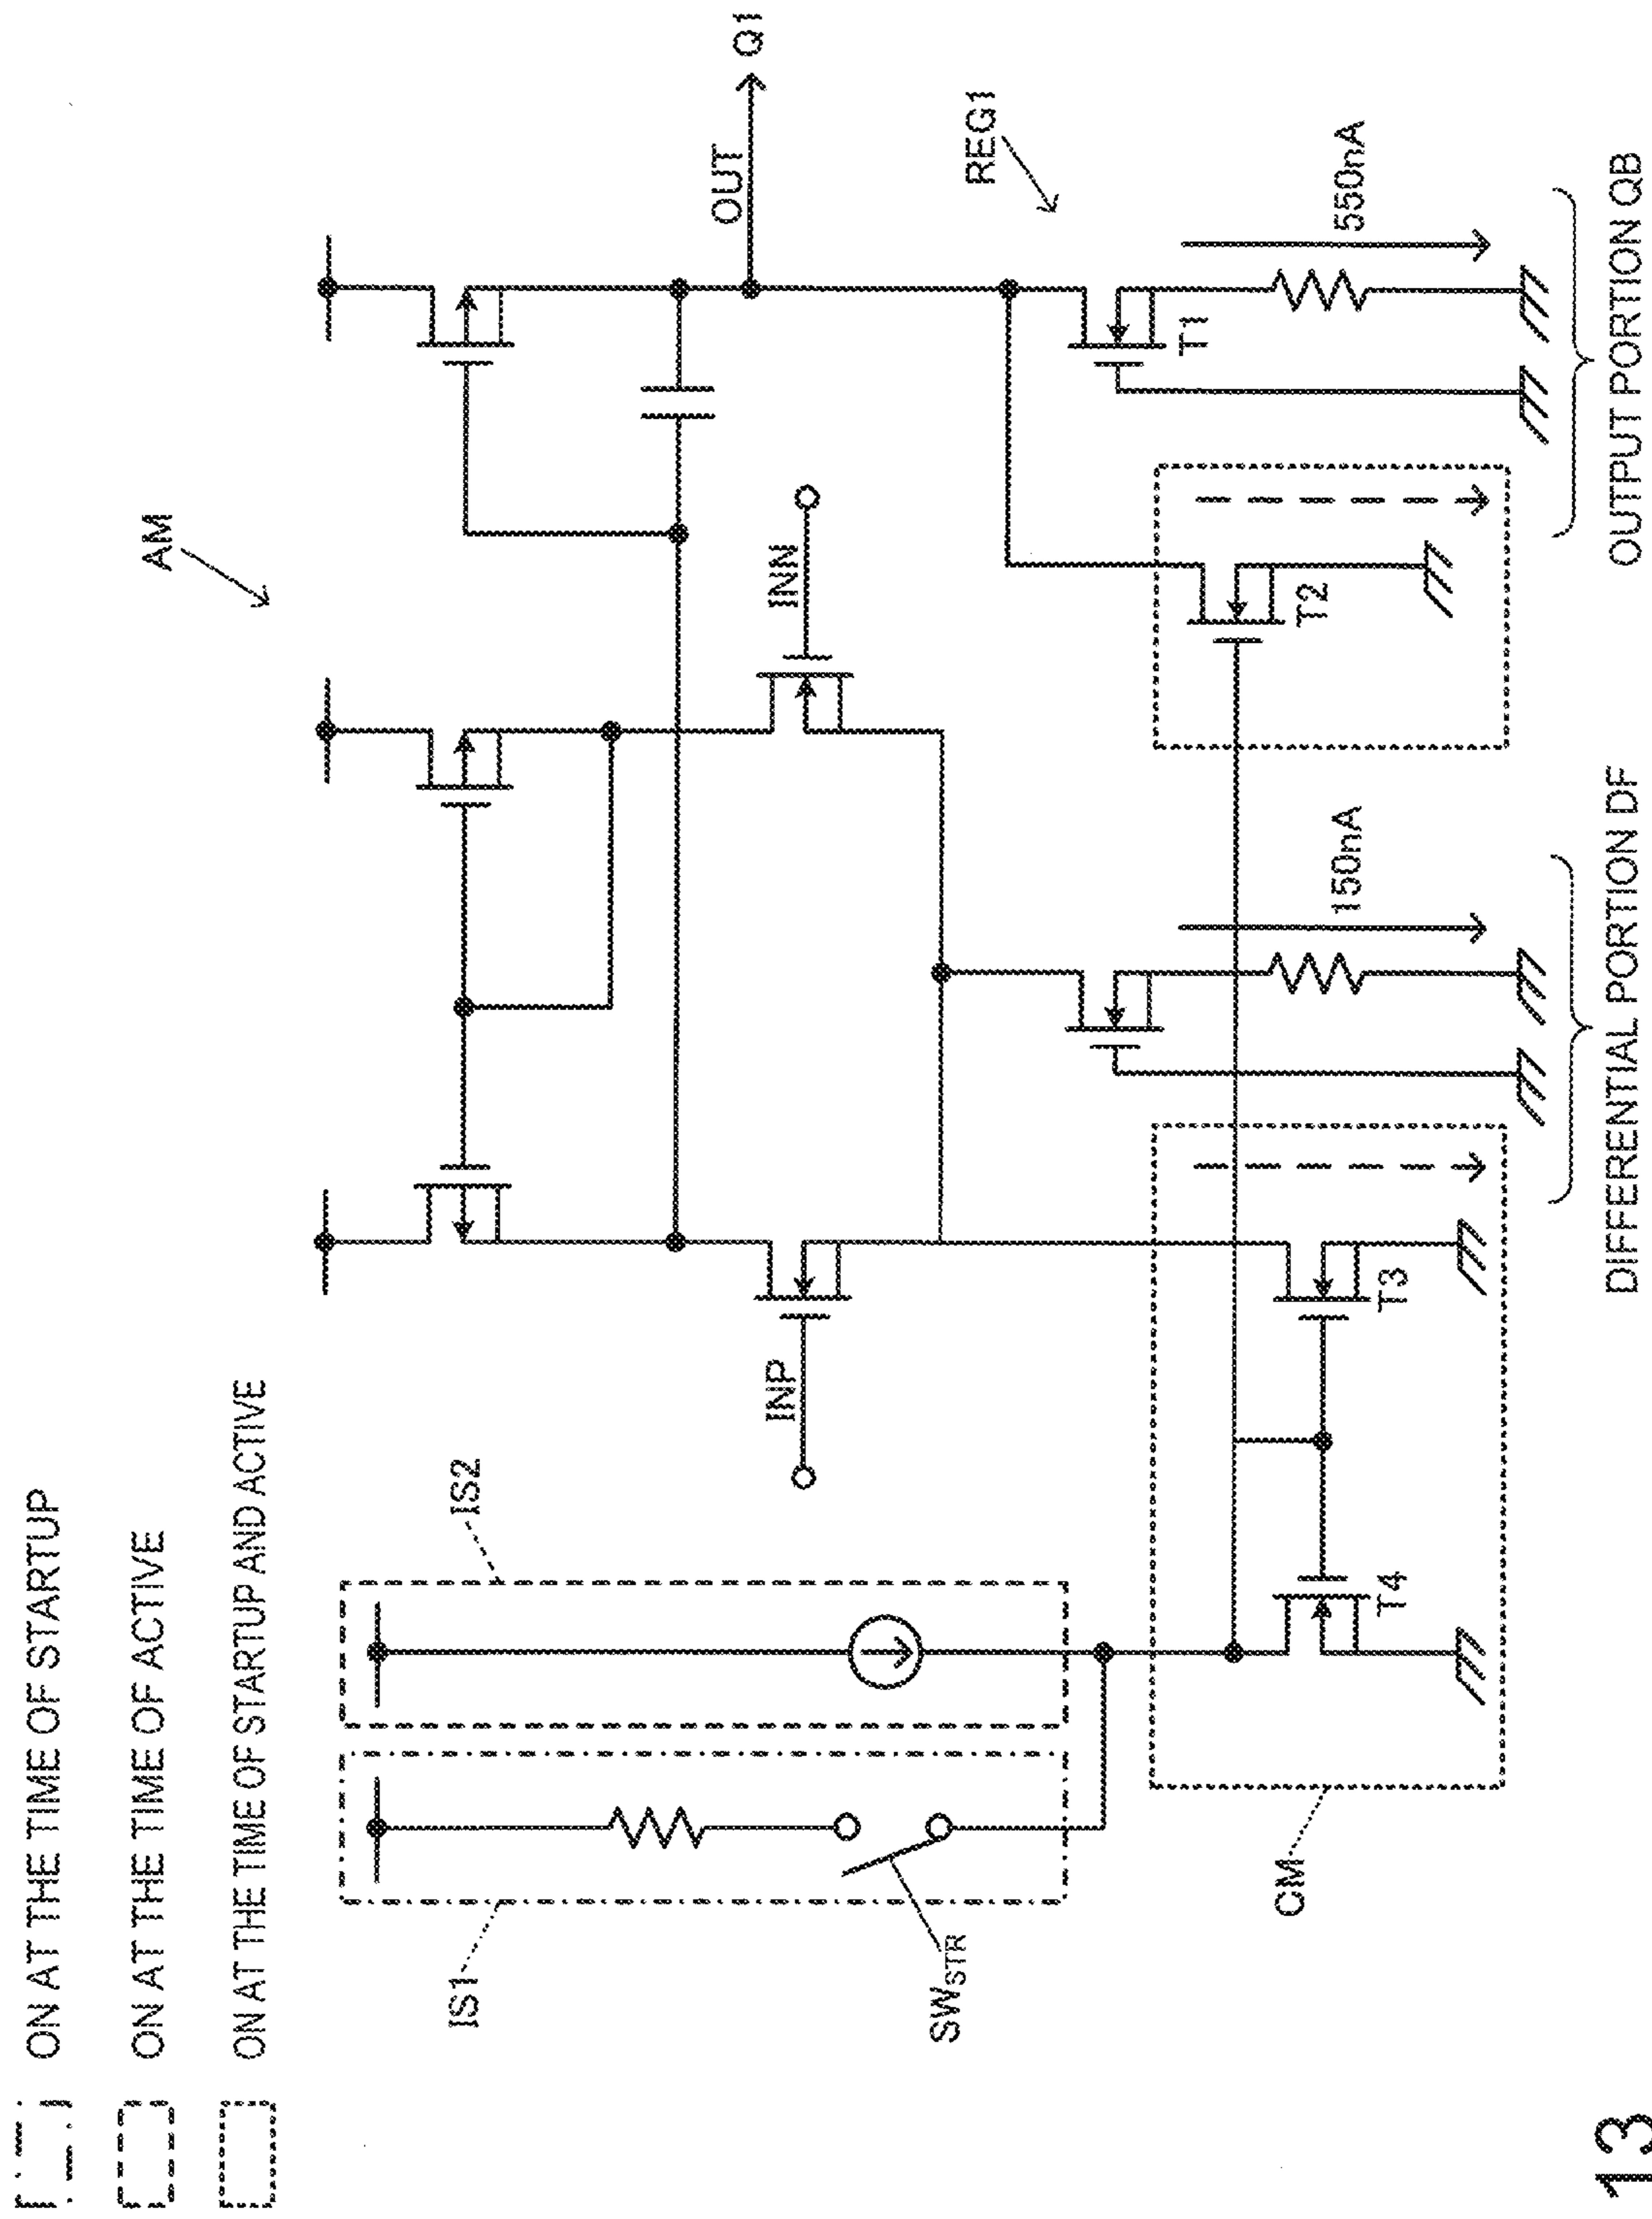 ON AT THE TIME OF STARTUP
ON AT THE TIME OF ACTIVE
ON AT THE TIME OF STARTUP AND ACTIVE
AM
IS1
IS2
SW_STR
INP
INN
OUT
Q1
REG1
CM
T4
T3
T2
T1
150nA
550nA
DIFFERENTIAL PORTION DF
OUTPUT PORTION QB
13